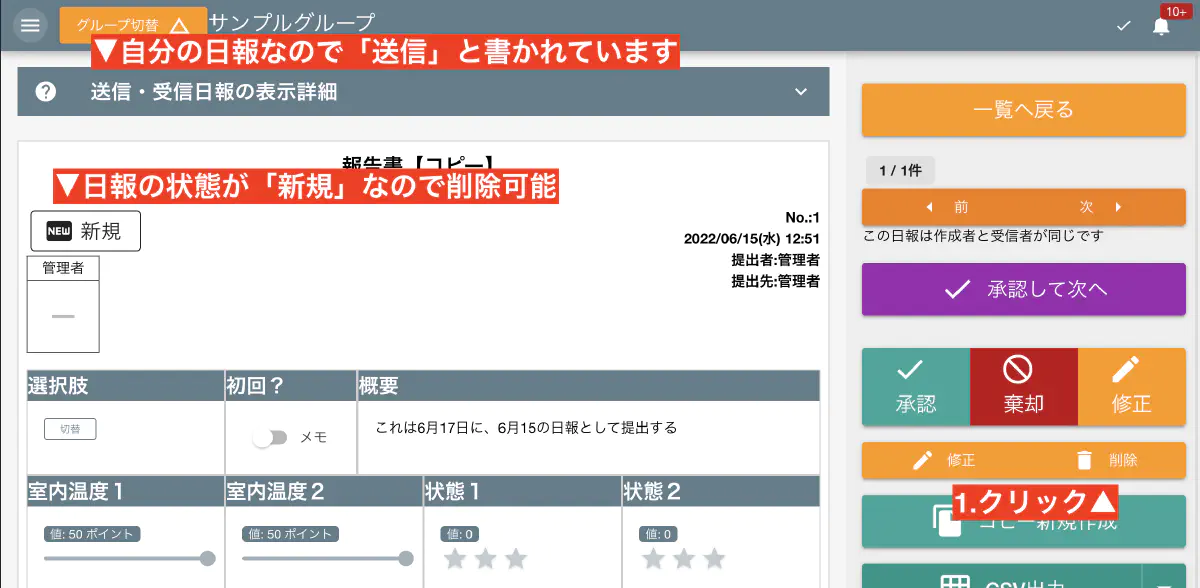 グループ切替
サンプルグループ
10+
▼自分の日報なので「送信」と書かれています
送信・受信日報の表示詳細
報告書【コピー】
▼日報の状態が「新規」なので削除可能
NEW 新規
管理者
No.:1
2022/06/15(水) 12:51
提出者:管理者
提出先:管理者
選択肢 初回？ 概要
切替
メモ
これは6月17日に、6月15の日報として提出する
室内温度１ 室内温度２ 状態１ 状態２
値: 50 ポイント 値: 50 ポイント 値: 0 値: 0
一覧へ戻る
1 / 1件
前 次
この日報は作成者と受信者が同じです
承認して次へ
承認 棄却 修正
修正 削除
1.クリック▲
コピー新規作成
CSV出力